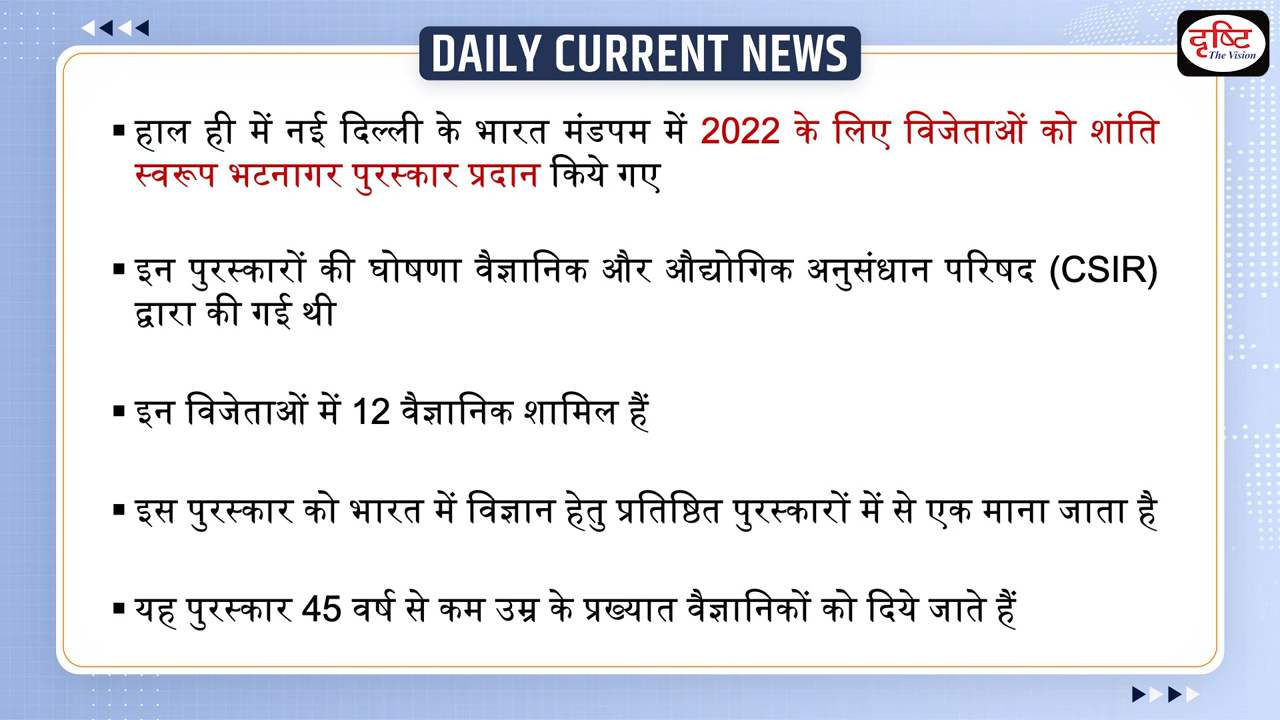 DAILY CURRENT NEWS
दृष्टि
The Vision
▪ हाल ही में नई दिल्ली के भारत मंडपम में 2022 के लिए विजेताओं को शांति
स्वरूप भटनागर पुरस्कार प्रदान किये गए
▪ इन पुरस्कारों की घोषणा वैज्ञानिक और औद्योगिक अनुसंधान परिषद (CSIR)
द्वारा की गई थी
▪ इन विजेताओं में 12 वैज्ञानिक शामिल हैं
▪ इस पुरस्कार को भारत में विज्ञान हेतु प्रतिष्ठित पुरस्कारों में से एक माना जाता है
▪ यह पुरस्कार 45 वर्ष से कम उम्र के प्रख्यात वैज्ञानिकों को दिये जाते हैं